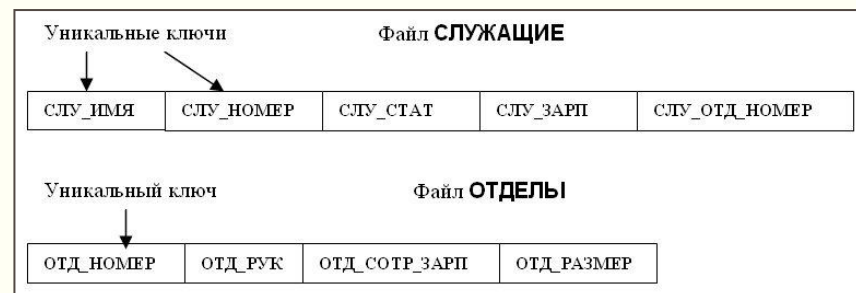 Уникальные ключи Файл СЛУЖАЩИЕ
СЛУ_ИМЯ СЛУ_НОМЕР СЛУ_СТАТ СЛУ_ЗАРП СЛУ_ОТД_НОМЕР
Уникальный ключ Файл ОТДЕЛЫ
ОТД_НОМЕР ОТД_РУК ОТД_СОТР_ЗАРП ОТД_РАЗМЕР